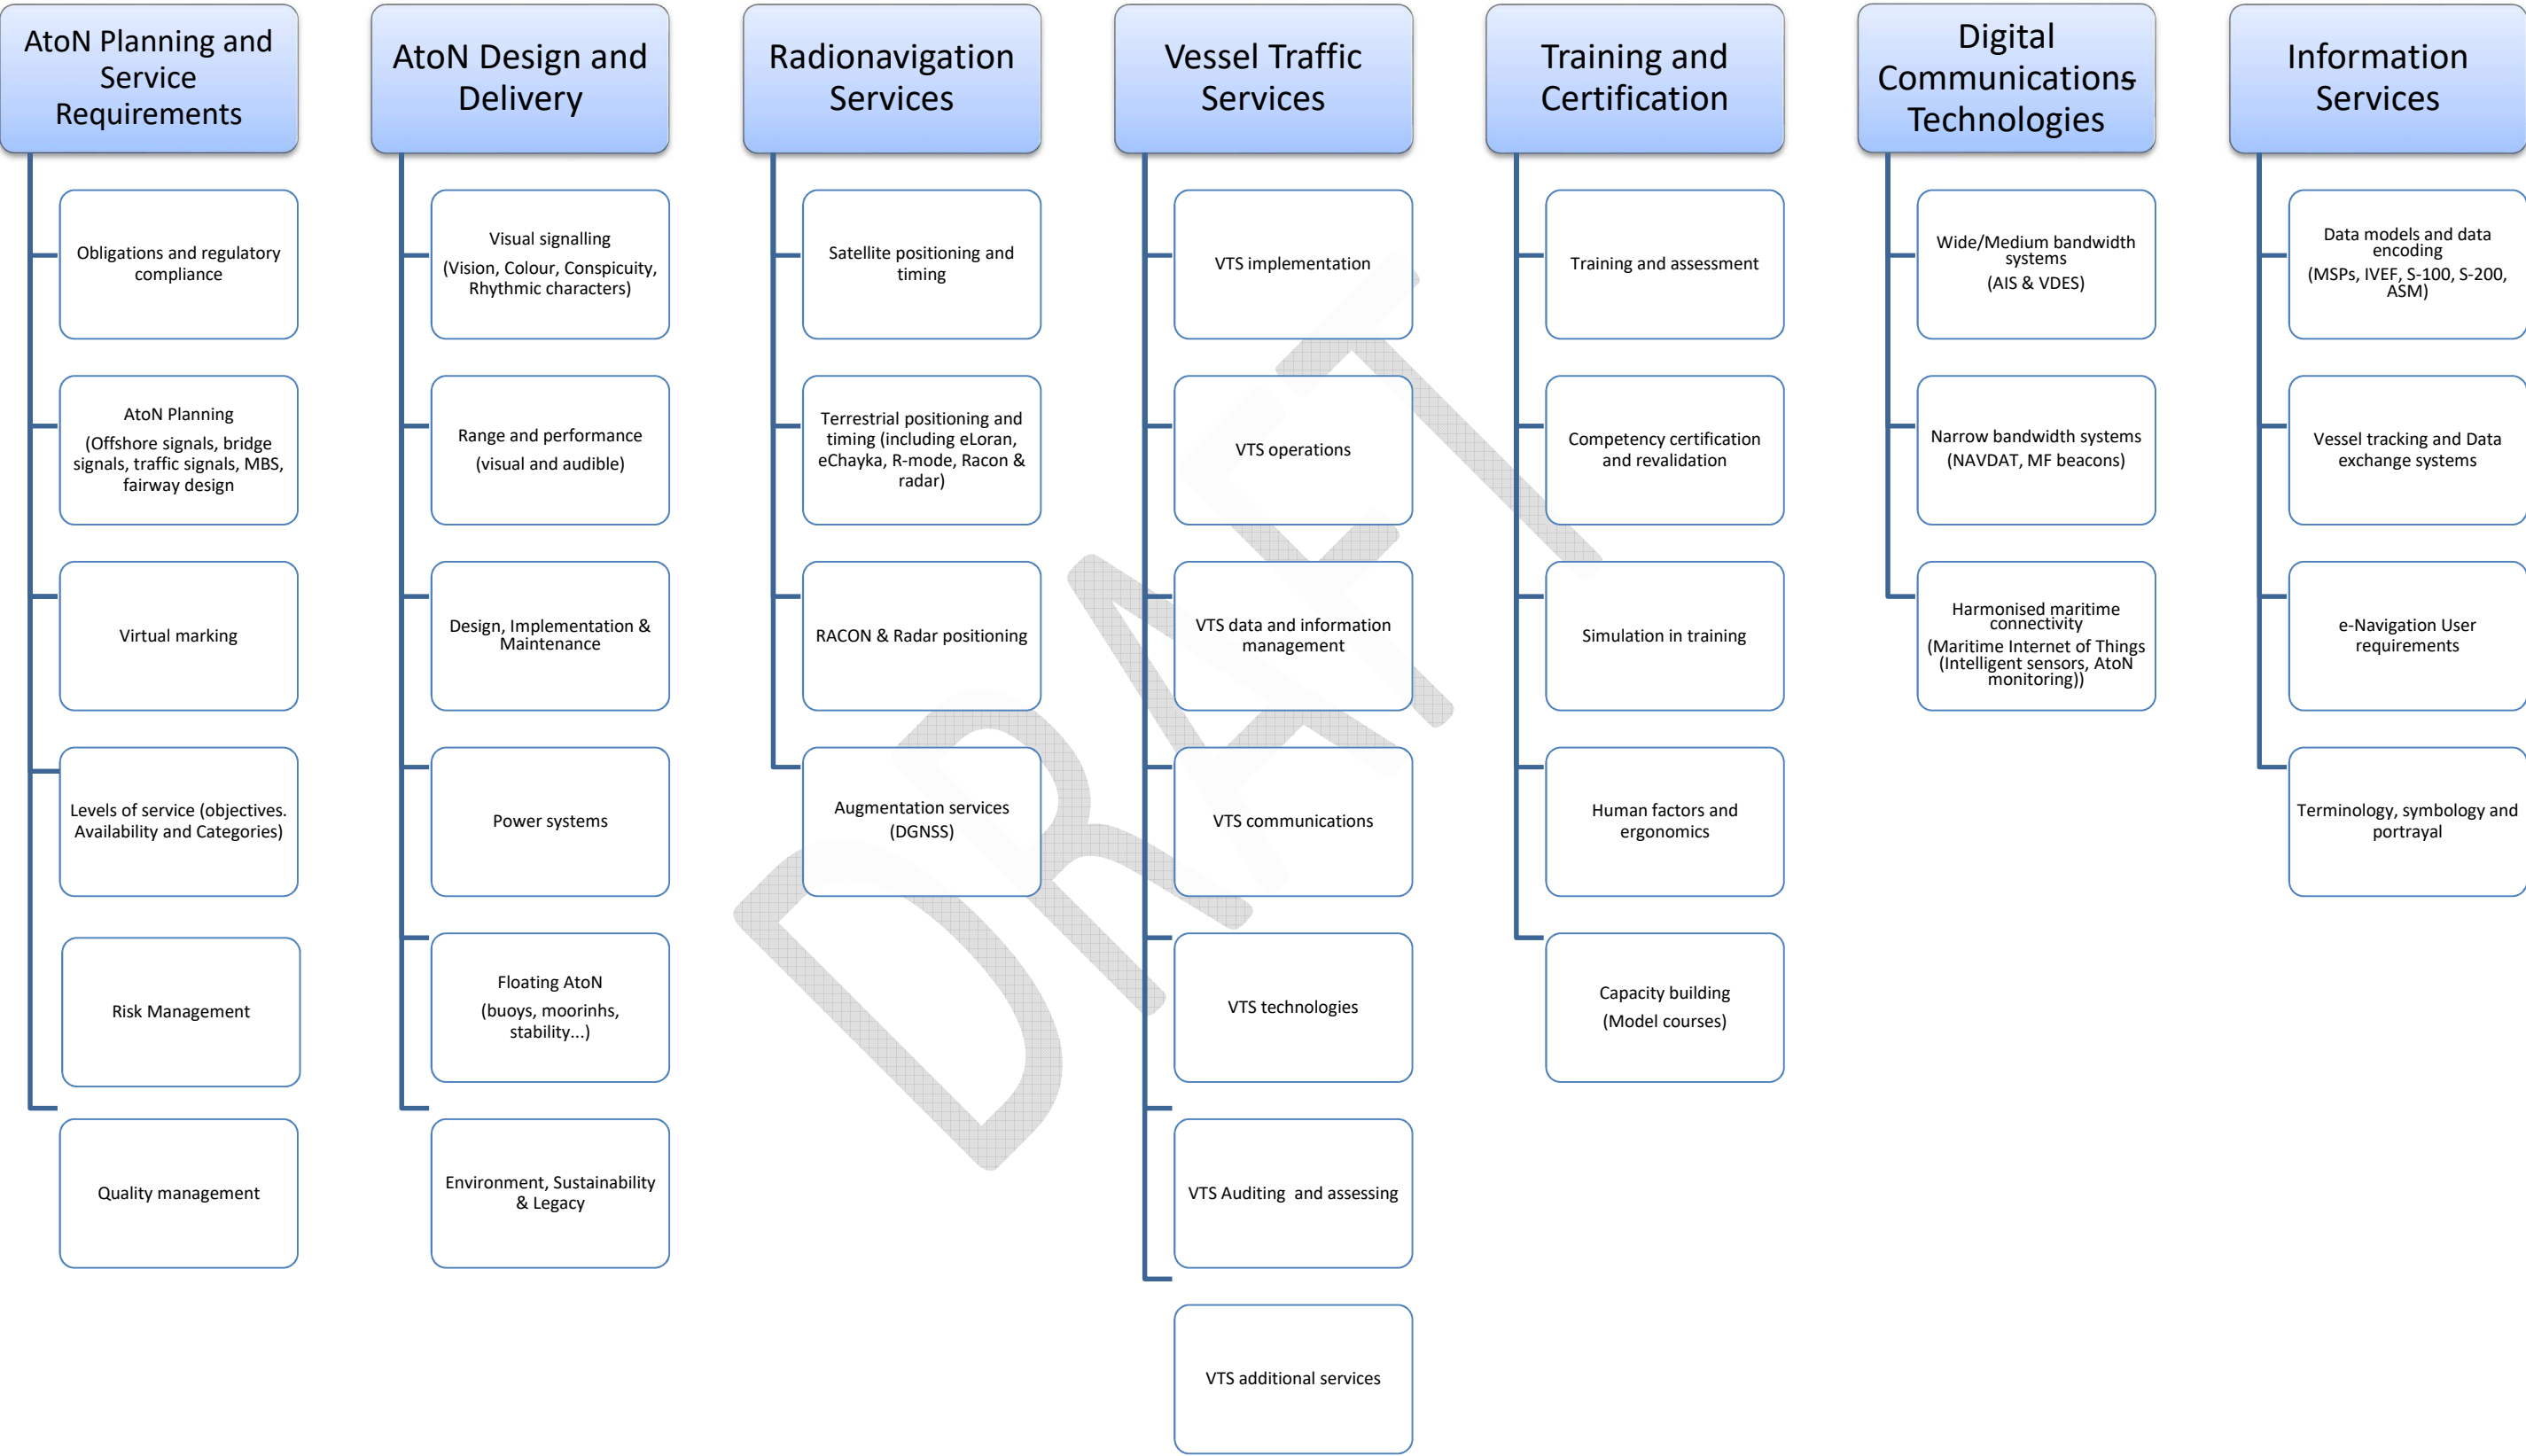 AtoN Planning and
Service
Requirements
Obligations and regulatory
compliance
AtoN Planning
(Offshore signals, bridge
signals, traffic signals, MBS,
fairway design
Virtual marking
Levels of service (objectives.
Availability and Categories)
Risk Management
Quality management
AtoN Design and
Delivery
Visual signalling
(Vision, Colour, Conspicuity,
Rhythmic characters)
Range and performance
(visual and audible)
Design, Implementation &
Maintenance
Power systems
Floating AtoN
(buoys, moorinhs,
stability...)
Environment, Sustainability
& Legacy
Radionavigation
Services
Satellite positioning and
timing
Terrestrial positioning and
timing (including eLoran,
eChayka, R-mode, Racon &
radar)
RACON & Radar positioning
Augmentation services
(DGNSS)
Vessel Traffic
Services
VTS implementation
VTS operations
VTS data and information
management
VTS communications
VTS technologies
VTS Auditing  and assessing
VTS additional services
Training and
Certification
Training and assessment
Competency certification
and revalidation
Simulation in training
Human factors and
ergonomics
Capacity building
(Model courses)
Digital
Communications
Technologies
Wide/Medium bandwidth
systems
(AIS & VDES)
Narrow bandwidth systems
(NAVDAT, MF beacons)
Harmonised maritime
connectivity
(Maritime Internet of Things
(Intelligent sensors, AtoN
monitoring))
Information
Services
Data models and data
encoding
(MSPs, IVEF, S-100, S-200,
ASM)
Vessel tracking and Data
exchange systems
e-Navigation User
requirements
Terminology, symbology and
portrayal
DRAFT